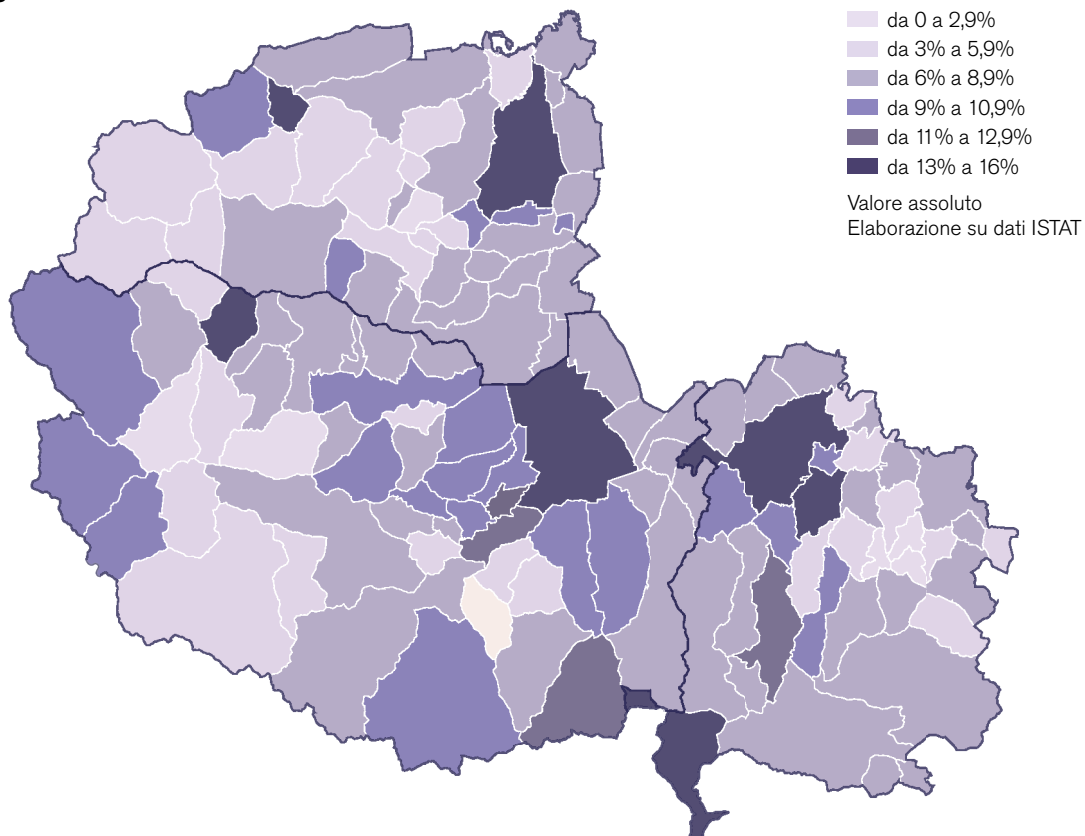 da 0 a 2,9%
da 3% a 5,9%
da 6% a 8,9%
da 9% a 10,9%
da 11% a 12,9%
da 13% a 16%
Valore assoluto
Elaborazione su dati ISTAT